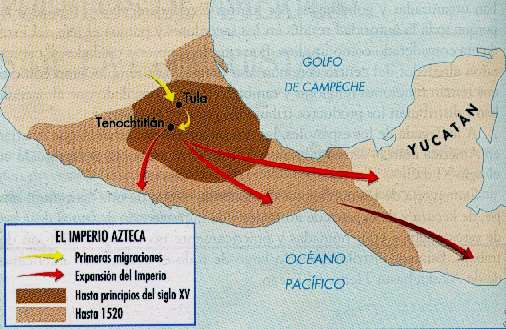 GOLFO
DE CAMPECHE
Tula
Tenochtitlán
YUCATÁN
OCÉANO
PACÍFICO
EL IMPERIO AZTECA
Primeras migraciones
Expansión del Imperio
Hasta principios del siglo XV
Hasta 1520